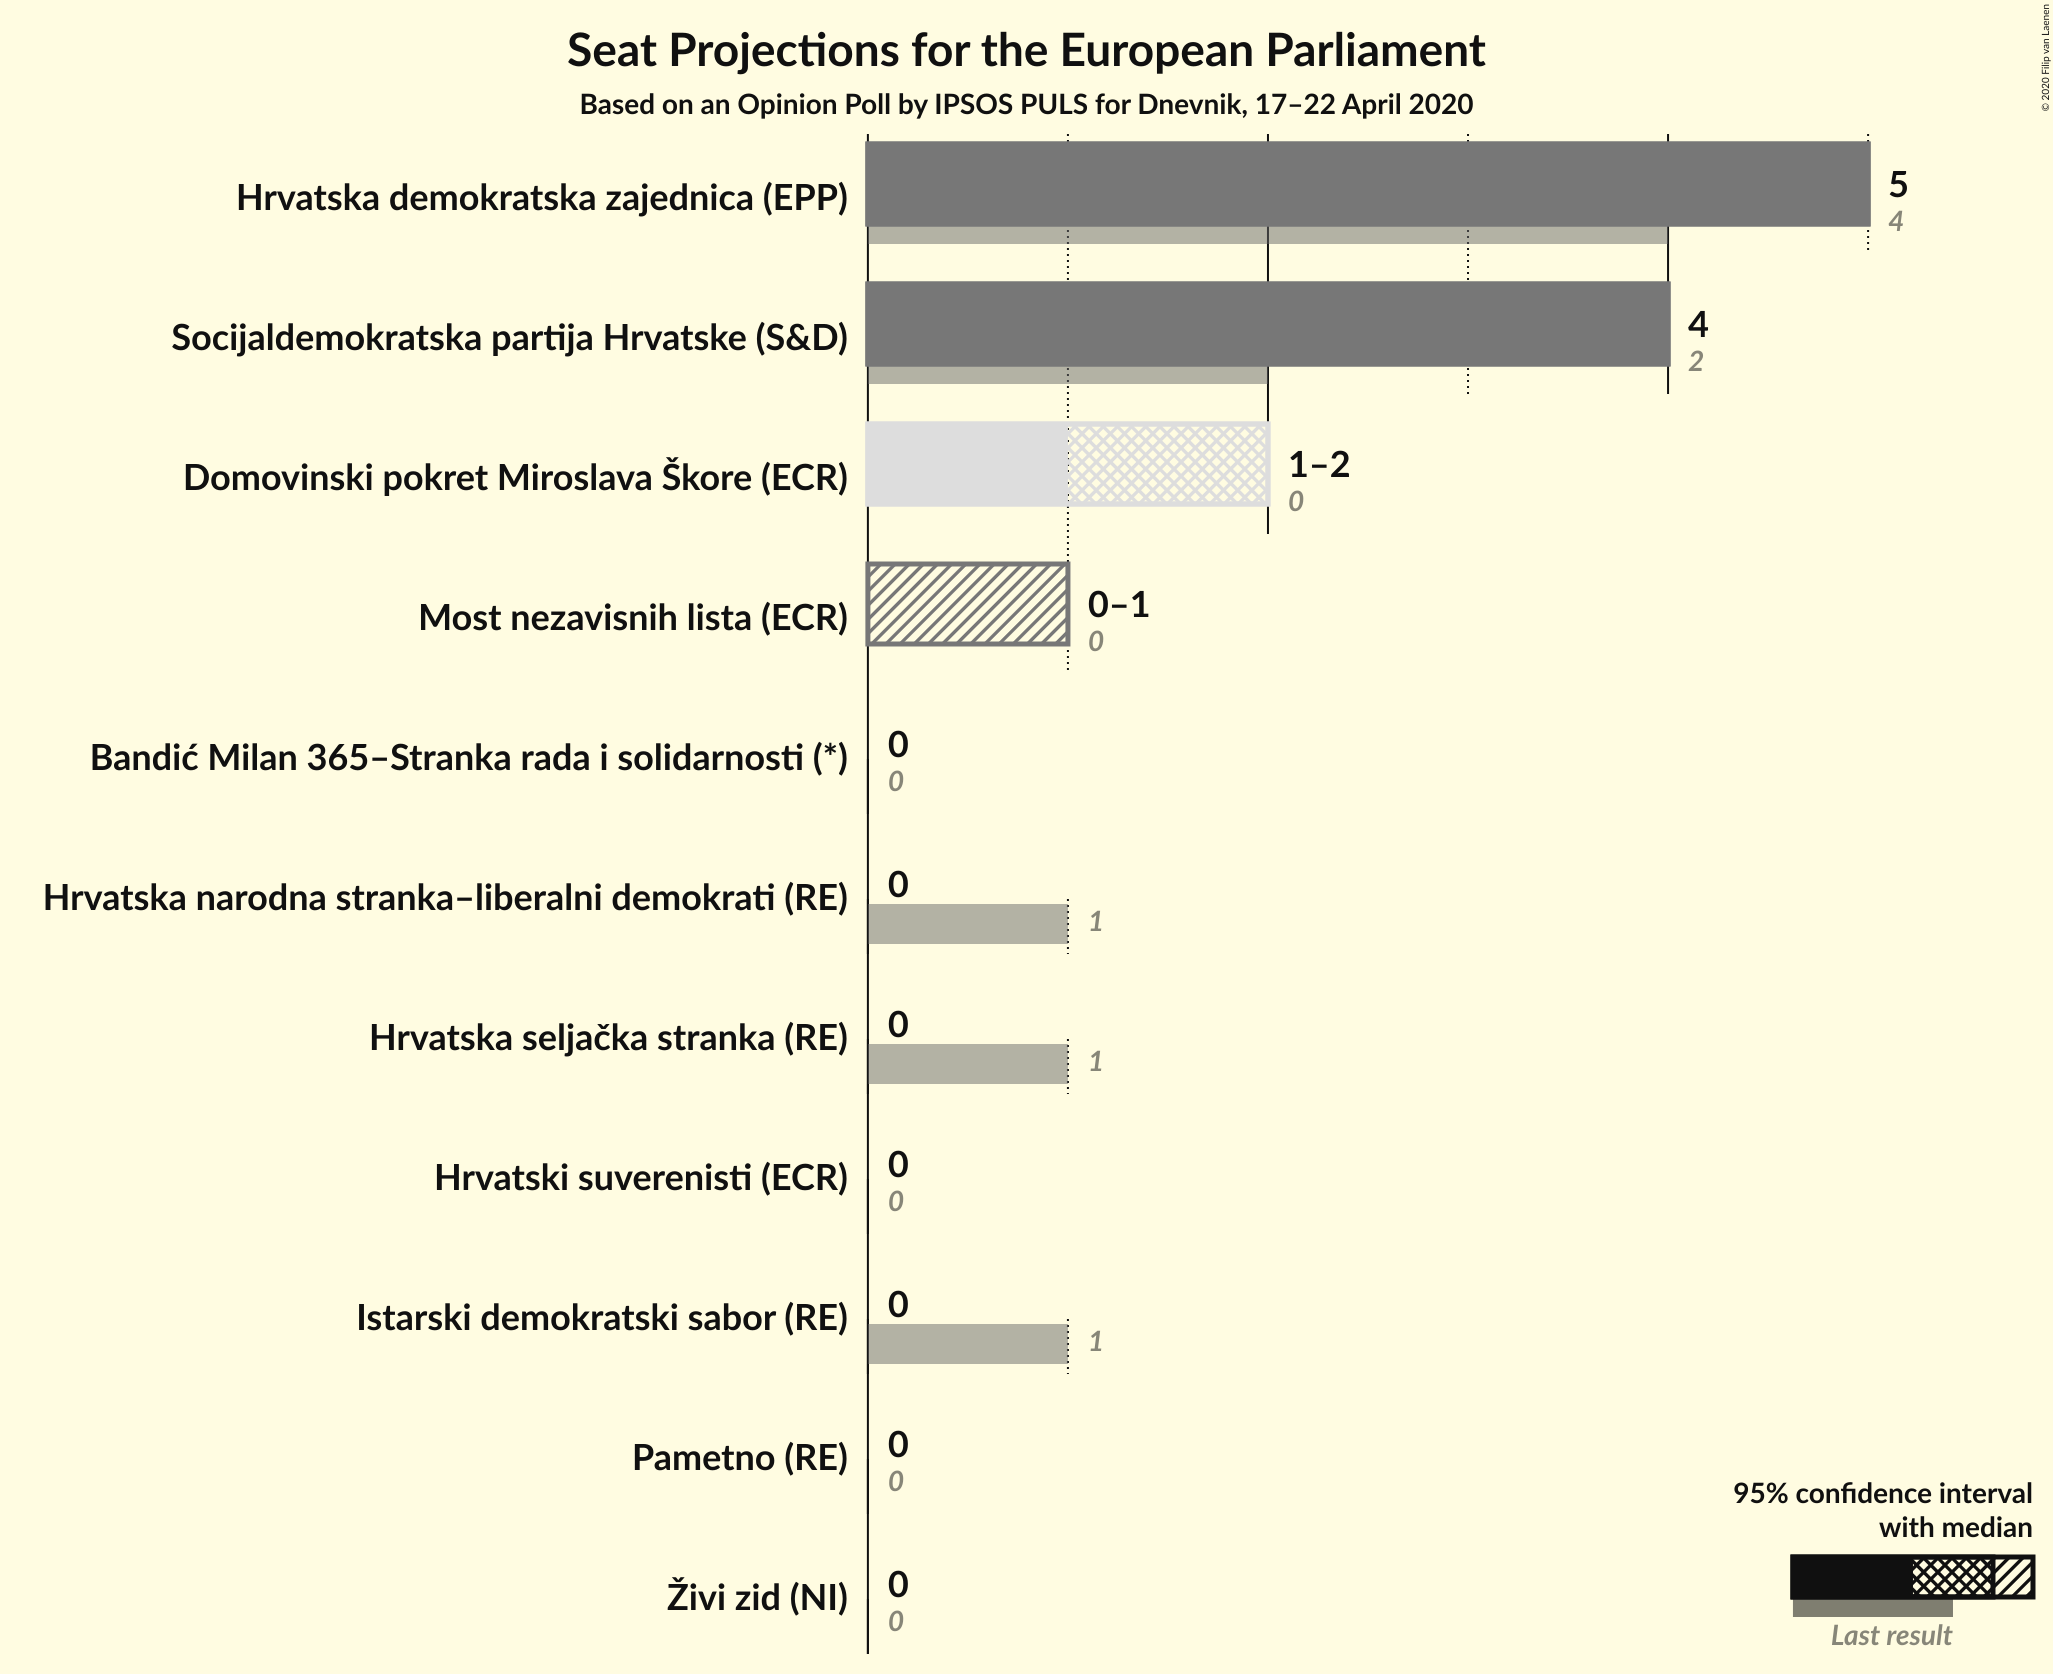 Seat Projections for the European Parliament
Based on an Opinion Poll by IPSOS PULS for Dnevnik, 17–22 April 2020
© 2020 Filip van Laenen
Hrvatska demokratska zajednica (EPP)
5
4
Socijaldemokratska partija Hrvatske (S&D)
4
2
Domovinski pokret Miroslava Škore (ECR)
1–2
0
Most nezavisnih lista (ECR)
0–1
0
Bandić Milan 365–Stranka rada i solidarnosti (*)
0
0
Hrvatska narodna stranka–liberalni demokrati (RE)
0
1
Hrvatska seljačka stranka (RE)
0
1
Hrvatski suverenisti (ECR)
0
0
Istarski demokratski sabor (RE)
0
1
Pametno (RE)
0
0
Živi zid (NI)
0
0
95% confidence interval
with median
Last result